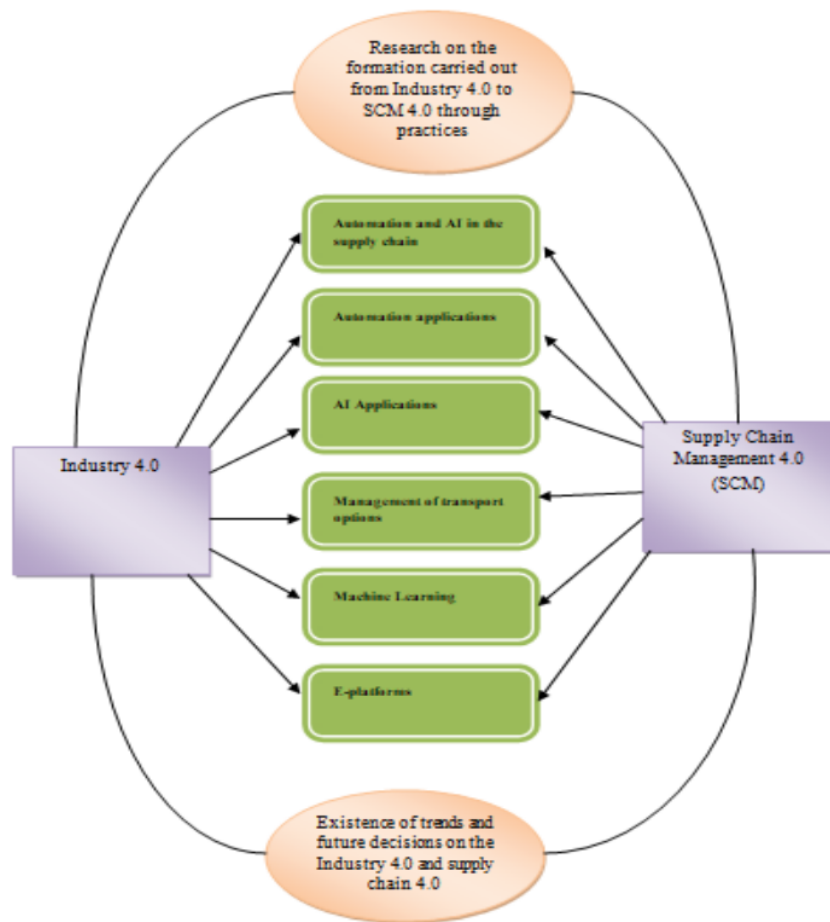 Research on the
formation carried out
from Industry 4.0 to
SCM 4.0 through
practices
Automation and AI in the
supply chain
Automation applications
AI Applications
Industry 4.0
Supply Chain
Management 4.0
(SCM)
Management of transport
options
Machine Learning
E-platforms
Existence of trends and
future decisions on the
Industry 4.0 and supply
chain 4.0